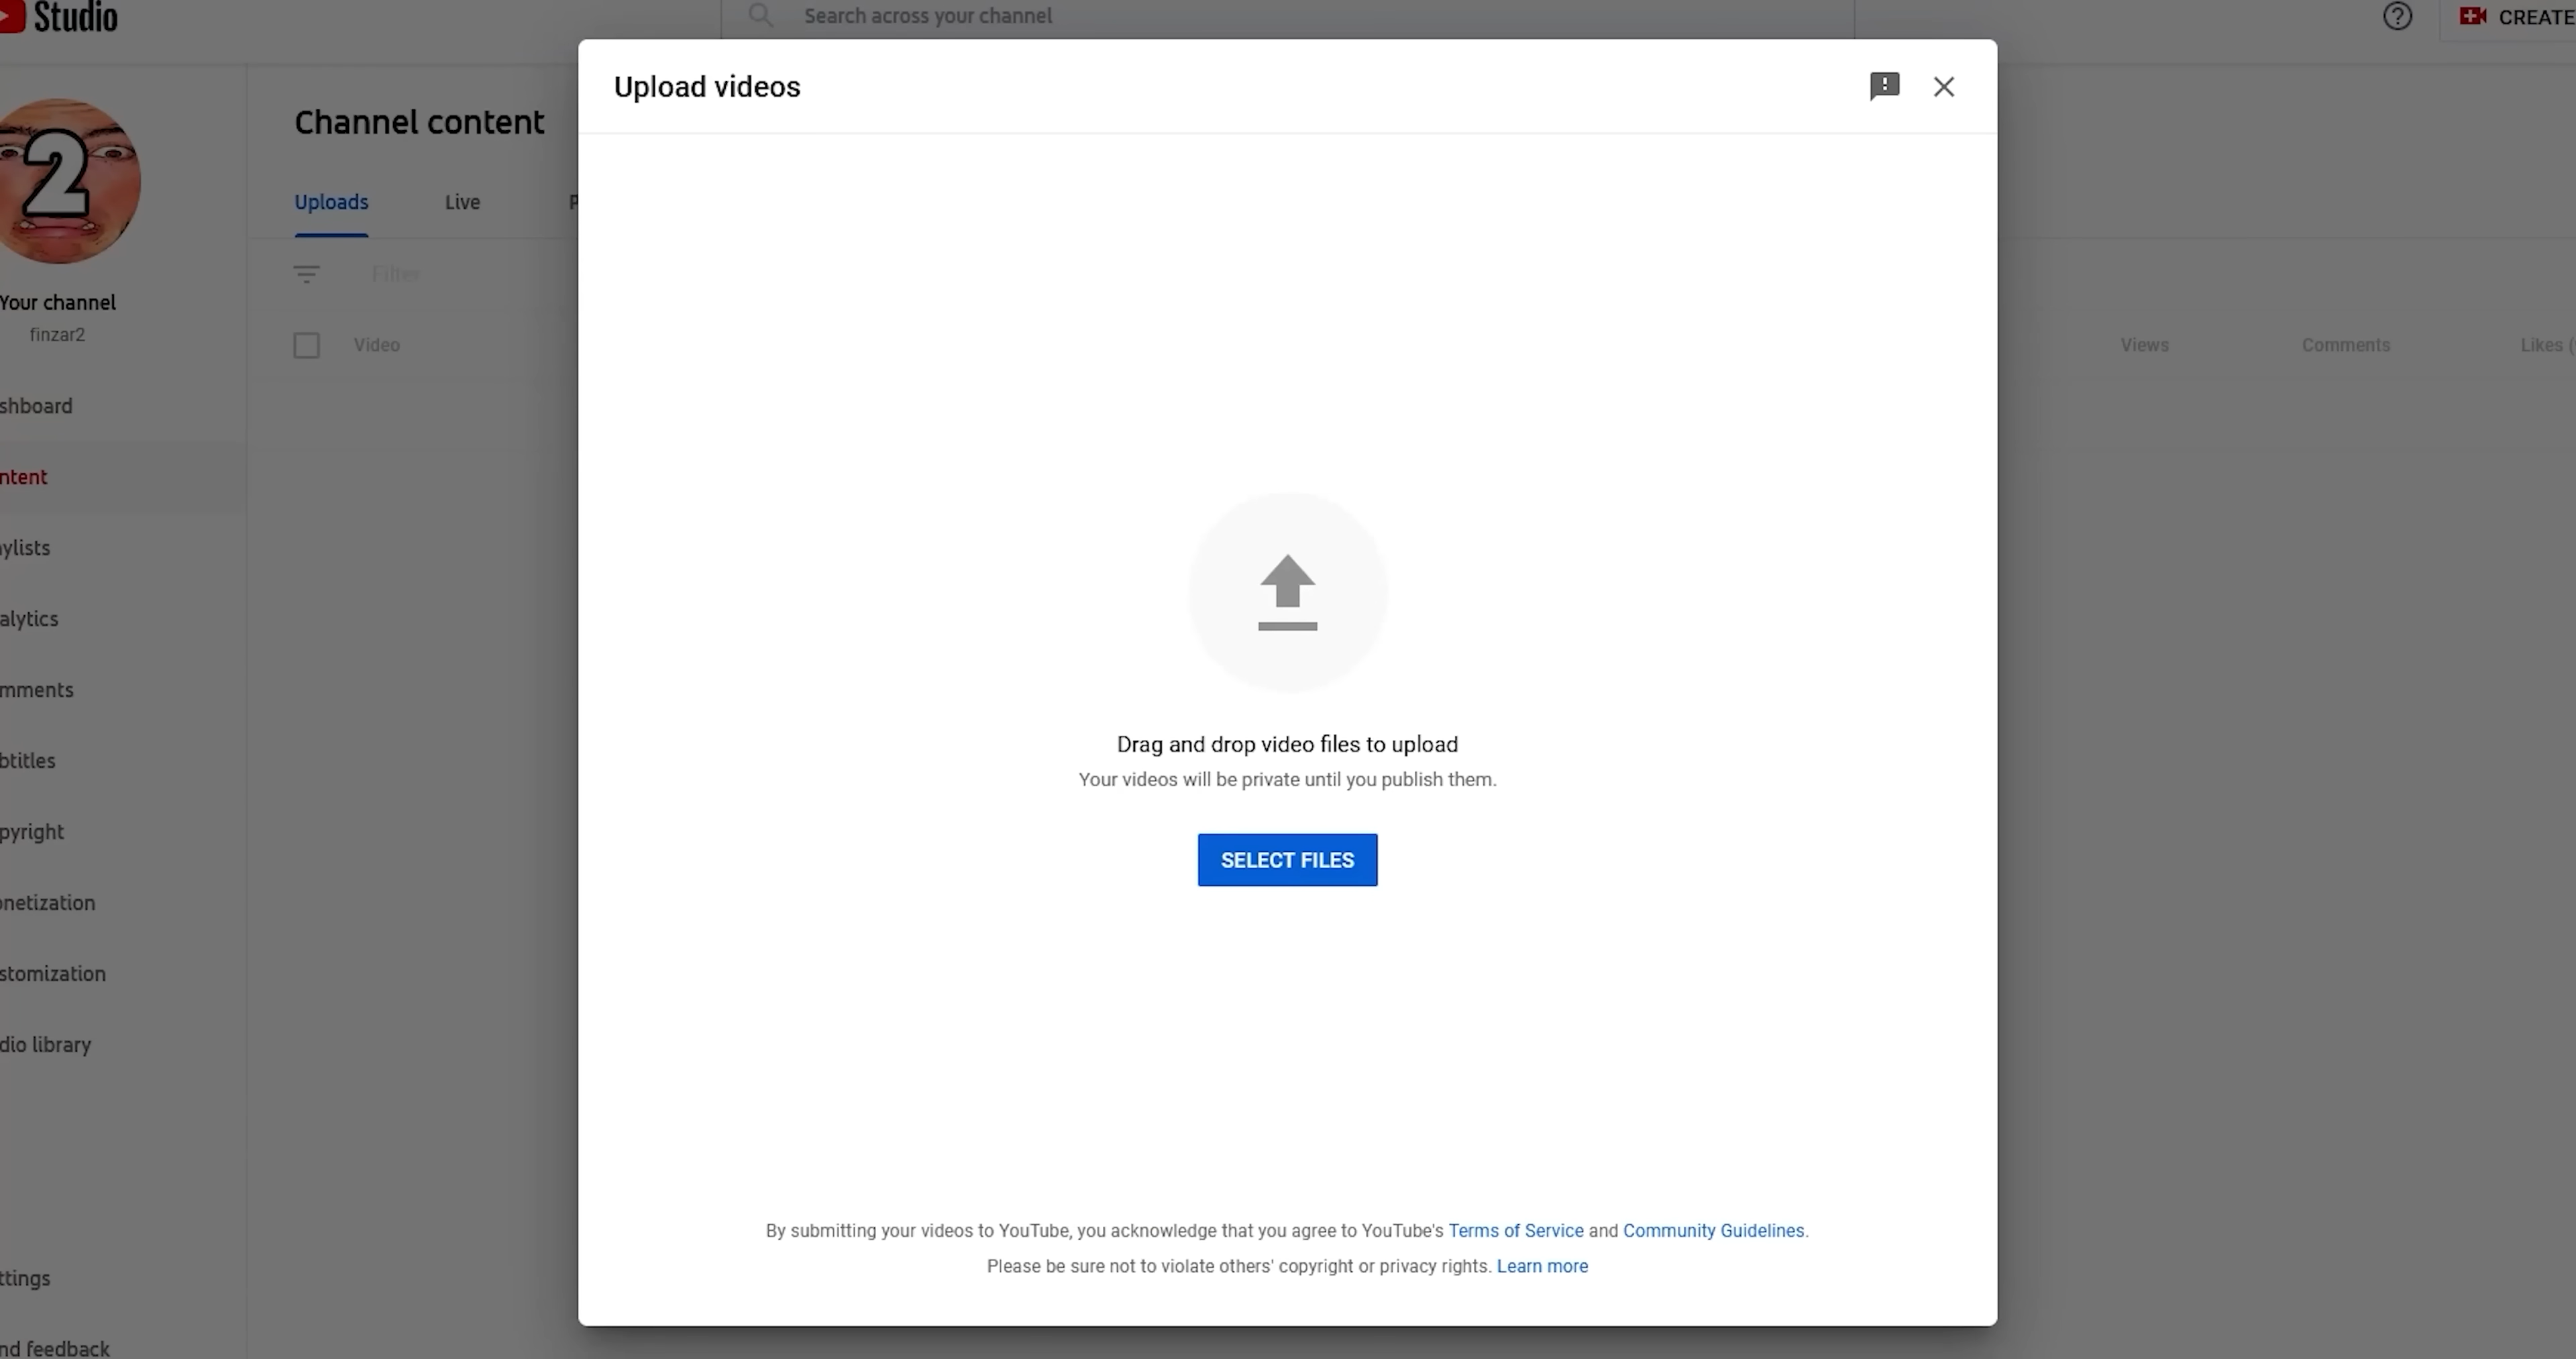 Studio
Search across your channel
CREATE
Upload videos
2
Channel content
Uploads
Live
P
Filter
Your channel
finzar2
Video
Views
Comments
Likes (
shboard
ntent
ylists
alytics
mments
Drag and drop video files to upload
btitles
Your videos will be private until you publish them.
pyright
SELECT FILES
onetization
stomization
dio library
By submitting your videos to YouTube, you acknowledge that you agree to YouTube's Terms of Service and Community Guidelines.
Please be sure not to violate others' copyright or privacy rights. Learn more
ttings
nd feedback